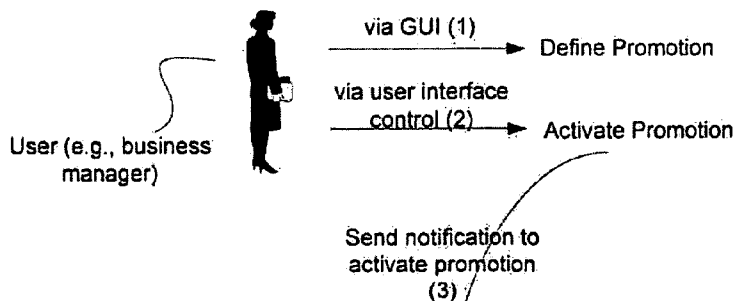 via GUI (1)
Define Promotion
via user interface
control (2)
Activate Promotion
User (e.g., business
manager)
Send notification to
activate promotion
(3)